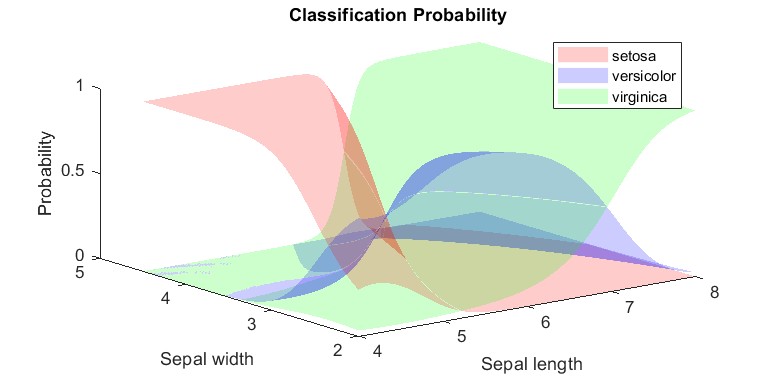 Classification Probability
setosa
versicolor
virginica
1
0.5
0
Probability
5
4
3
2
Sepal width
4
5
6
7
8
Sepal length